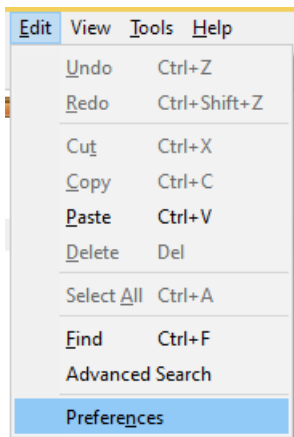 Edit View Tools Help
Undo Ctrl+Z
Redo Ctrl+Shift+Z
Cut Ctrl+X
Copy Ctrl+C
Paste Ctrl+V
Delete Del
Select All Ctrl+A
Find Ctrl+F
Advanced Search
Preferences